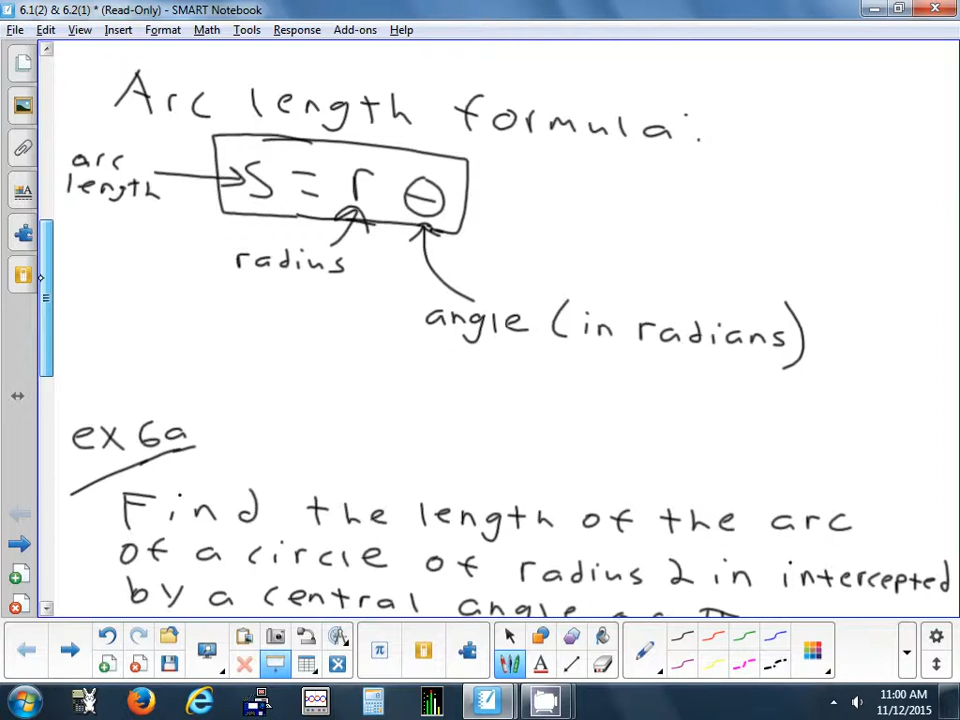 6.1(2) & 6.2(1) * (Read-Only) - SMART Notebook
File Edit View Insert Format Math Tools Response Add-ons Help
Arc length formula:
arc
length
S = r θ
radius
angle (in radians)
ex 6a
Find the length of the arc
of a circle of radius 2 in intercepted
by a central angle
π
A
11:00 AM
11/12/2015